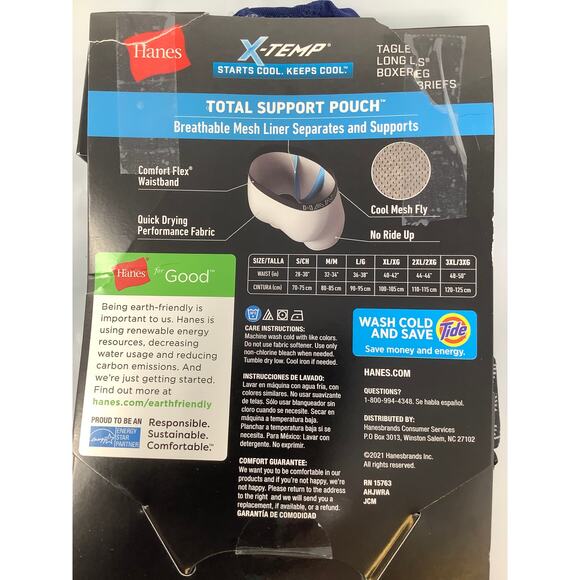 Hanes
X-TEMP®
STARTS COOL. KEEPS COOL™
TAGLE
LONG L S®
BOXER EG
BRIEFS
TOTAL SUPPORT POUCH™
Breathable Mesh Liner Separates and Supports
Comfort Flex®
Waistband
Quick Drying
Performance Fabric
Cool Mesh Fly
No Ride Up
SIZE/TALLA S/CH M/M L/G XL/XG 2XL/2XG 3XL/3XG
WAIST (in) 28-30" 32-34" 36-38" 40-42" 44-46" 48-50"
CINTURA (cm) 70-75 cm 80-85 cm 90-95 cm 100-105 cm 110-115 cm 120-125 cm
Hanes for Good™
Being earth-friendly is
important to us. Hanes is
using renewable energy
resources, decreasing
water usage and reducing
carbon emissions. And
we're just getting started.
Find out more at
hanes.com/earthfriendly
PROUD TO BE AN
ENERGY
STAR
PARTNER
Responsible.
Sustainable.
Comfortable.™
CARE INSTRUCTIONS:
Machine wash cold with like colors.
Do not use fabric softener. Use only
non-chlorine bleach when needed.
Tumble dry low. Cool iron if needed.
INSTRUCCIONES DE LAVADO:
Lavar en máquina con agua fría, con
colores similares. No usar suavizante
de telas. Sólo usar blanqueador sin
cloro cuando se necesite. Secar en
máquina a temperatura baja.
Planchar a temperatura baja si se
necesita. Para México: Lavar con
detergente. No exprimir.
COMFORT GUARANTEE:
We want you to be comfortable in our
products and if you're not happy, we're
not happy. Please return to the address
to the right and we will send you a
replacement, if available, or a refund.
GARANTÍA DE COMODIDAD
WASH COLD
AND SAVE
Tide
Save money and energy.
HANES.COM
QUESTIONS?
1-800-994-4348. Se habla español.
DISTRIBUTED BY:
Hanesbrands Consumer Services
P.O Box 3013, Winston Salem, NC 27102
©2021 Hanesbrands Inc.
All rights reserved.
RN 15763
AHJWRA
JCM